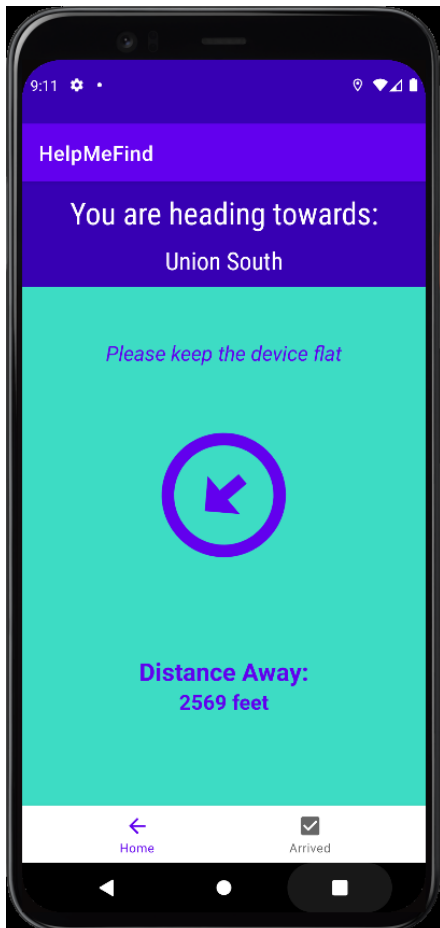 9:11
HelpMeFind
You are heading towards:
Union South
Please keep the device flat
Distance Away:
2569 feet
Home
Arrived